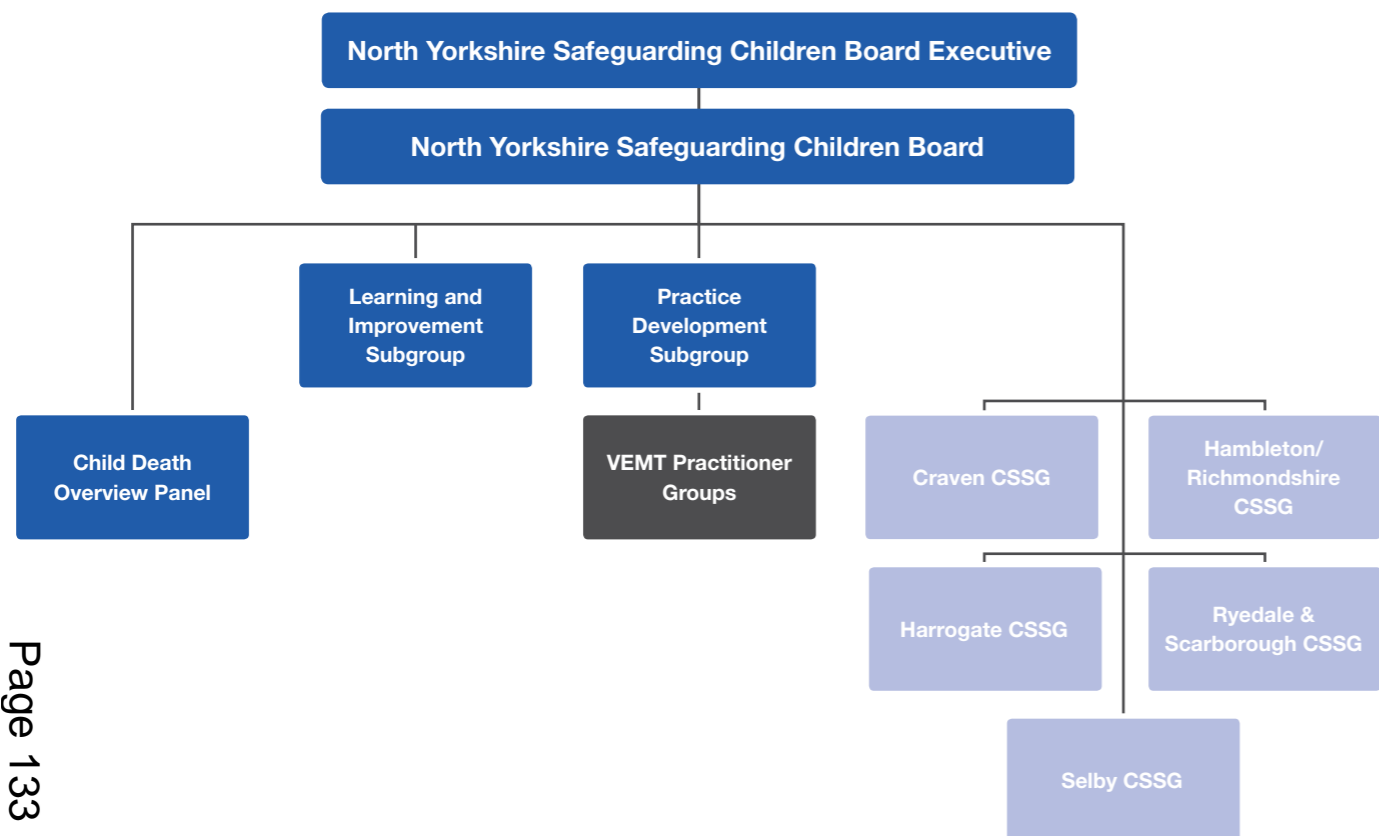 North Yorkshire Safeguarding Children Board Executive
North Yorkshire Safeguarding Children Board
Learning and
Improvement
Subgroup
Practice
Development
Subgroup
Child Death
Overview Panel
VEMT Practitioner
Groups
Craven CSSG
Hambleton/
Richmondshire
CSSG
Harrogate CSSG
Ryedale &
Scarborough CSSG
Selby CSSG
Page 133